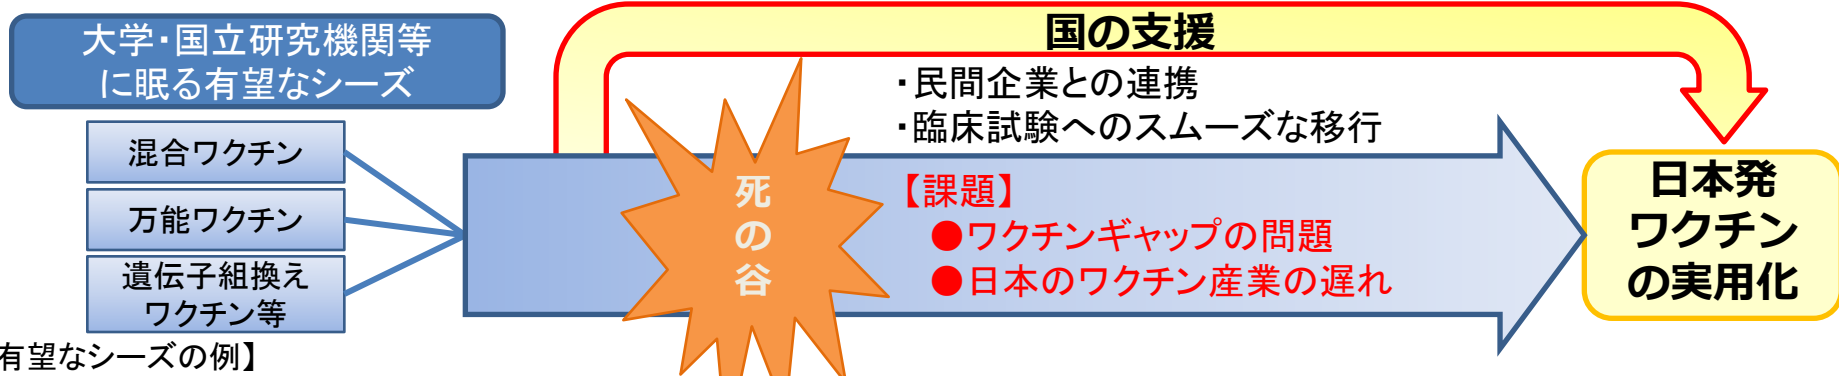 大学・国立研究機関等
に眠る有望なシーズ
混合ワクチン
万能ワクチン
遺伝子組換え
ワクチン等
有望なシーズの例】
国の支援
・民間企業との連携
・臨床試験へのスムーズな移行
死の谷
【課題】
●ワクチンギャップの問題
●日本のワクチン産業の遅れ
日本発
ワクチン
の実用化